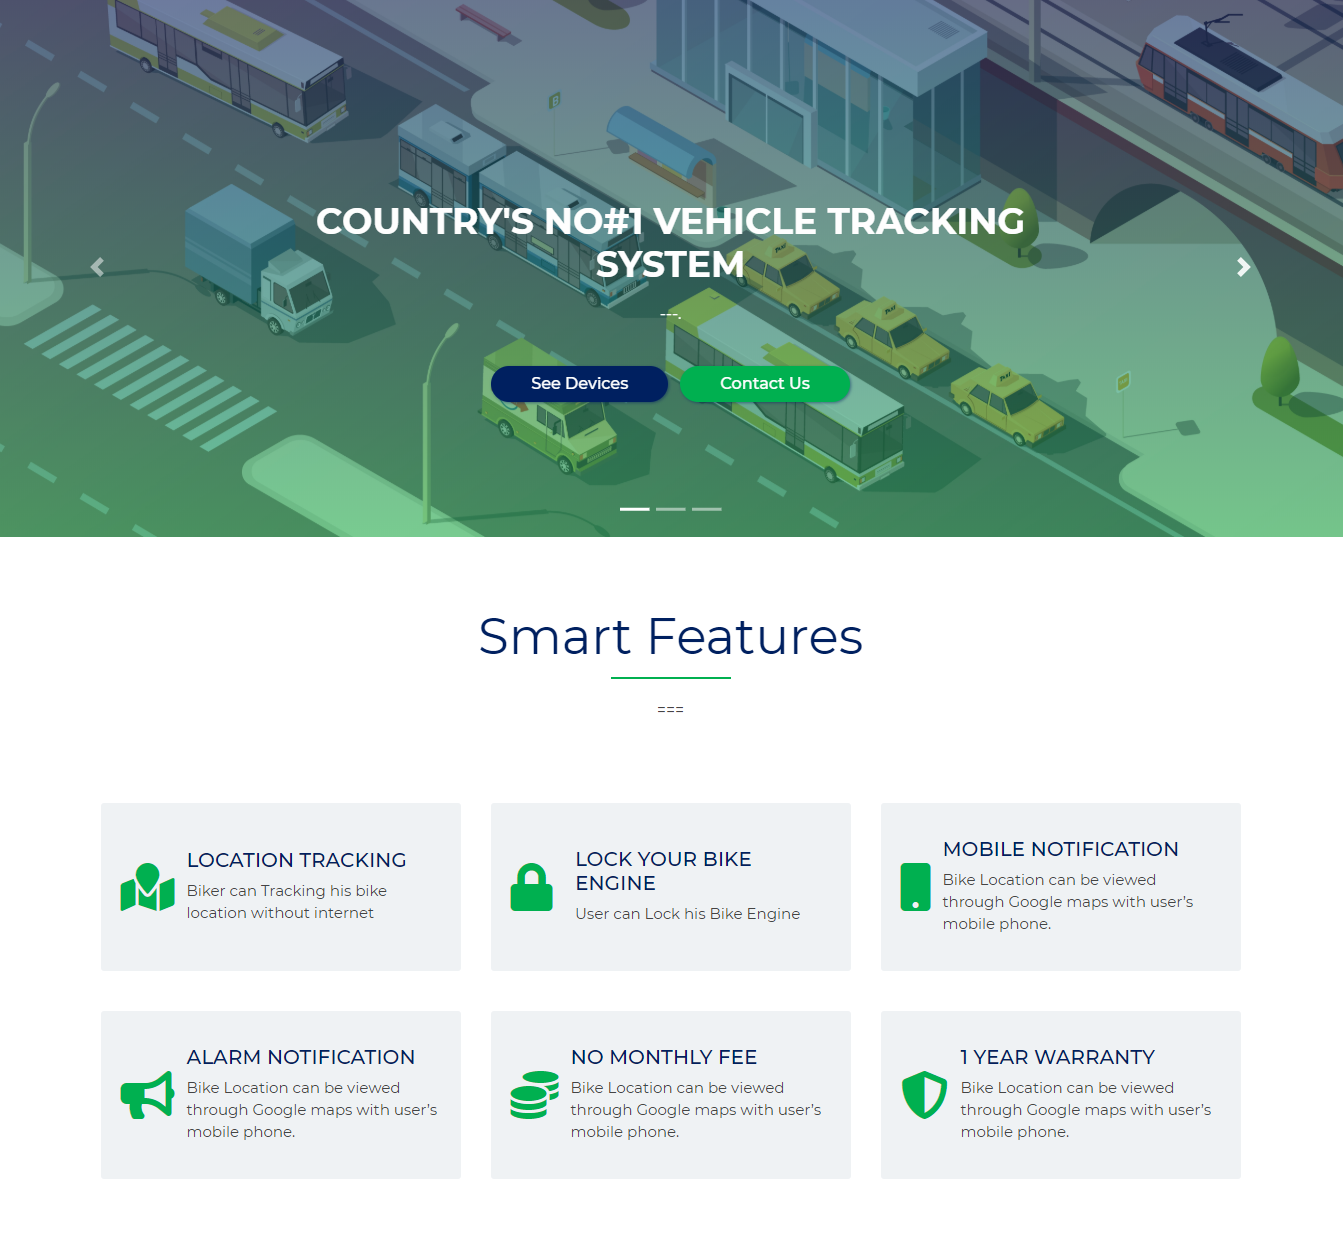 COUNTRY'S NO#1 VEHICLE TRACKING
SYSTEM
---.
See Devices
Contact Us
Smart Features
===
LOCATION TRACKING
Biker can Tracking his bike
location without internet
LOCK YOUR BIKE
ENGINE
User can Lock his Bike Engine
MOBILE NOTIFICATION
Bike Location can be viewed
through Google maps with user’s
mobile phone.
ALARM NOTIFICATION
Bike Location can be viewed
through Google maps with user’s
mobile phone.
NO MONTHLY FEE
Bike Location can be viewed
through Google maps with user’s
mobile phone.
1 YEAR WARRANTY
Bike Location can be viewed
through Google maps with user’s
mobile phone.